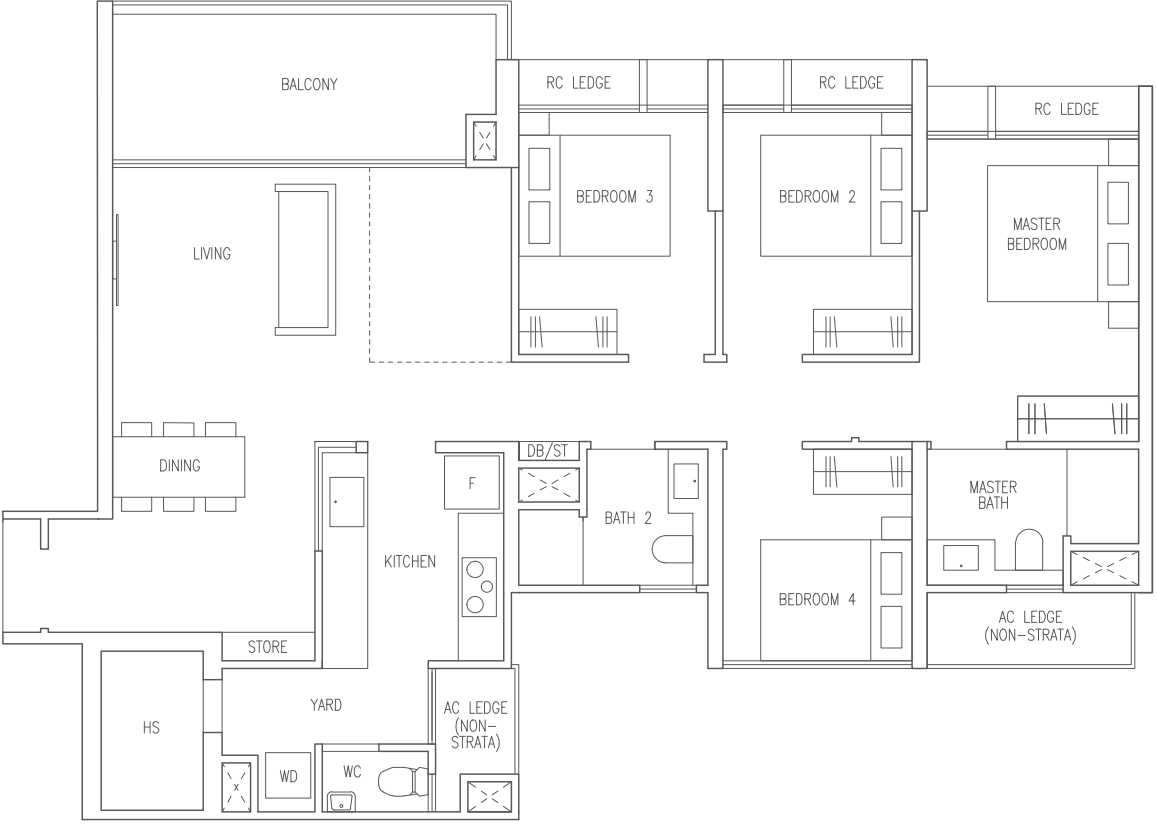 BALCONY
RC LEDGE
RC LEDGE
RC LEDGE
BEDROOM 3
BEDROOM 2
MASTER
BEDROOM
LIVING
DB/ST
DINING
F
BATH 2
MASTER
BATH
KITCHEN
BEDROOM 4
AC LEDGE
(NON-STRATA)
STORE
YARD
AC LEDGE
(NON-
STRATA)
HS
WD
WC
X